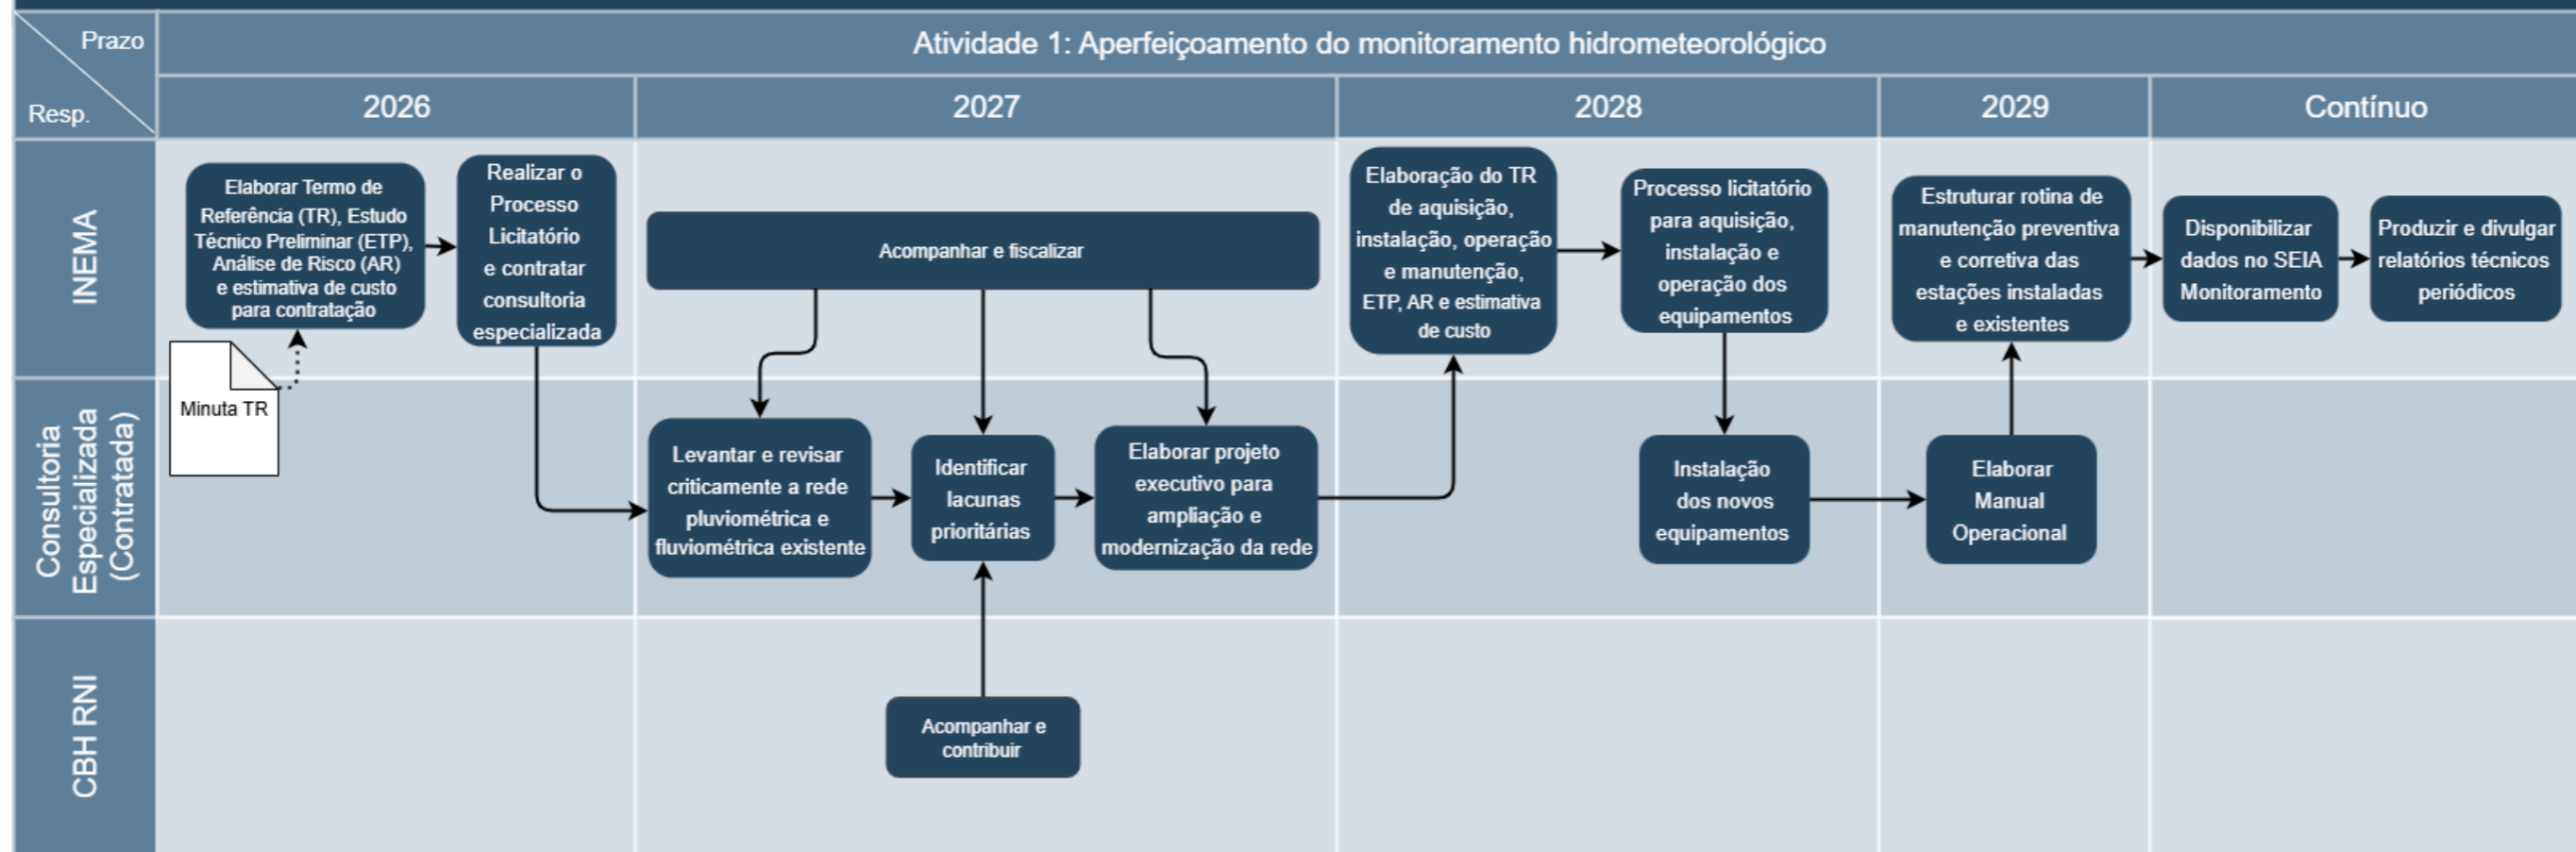 Prazo
Resp.
Atividade 1: Aperfeiçoamento do monitoramento hidrometeorológico
2026
2027
2028
2029
Contínuo
INEMA
Elaborar Termo de
Referência (TR), Estudo
Técnico Preliminar (ETP),
Análise de Risco (AR)
e estimativa de custo
para contratação
Realizar o
Processo
Licitatório
e contratar
consultoria
especializada
Acompanhar e fiscalizar
Elaboração do TR
de aquisição,
instalação, operação
e manutenção,
ETP, AR e estimativa
de custo
Processo licitatório
para aquisição,
instalação e
operação dos
equipamentos
Estruturar rotina de
manutenção preventiva
e corretiva das
estações instaladas
e existentes
Disponibilizar
dados no SEIA
Monitoramento
Produzir e divulgar
relatórios técnicos
periódicos
Minuta TR
Consultoria
Especializada
(Contratada)
Levantar e revisar
criticamente a rede
pluviométrica e
fluviométrica existente
Identificar
lacunas
prioritárias
Elaborar projeto
executivo para
ampliação e
modernização da rede
Instalação
dos novos
equipamentos
Elaborar
Manual
Operacional
CBH RNI
Acompanhar e
contribuir